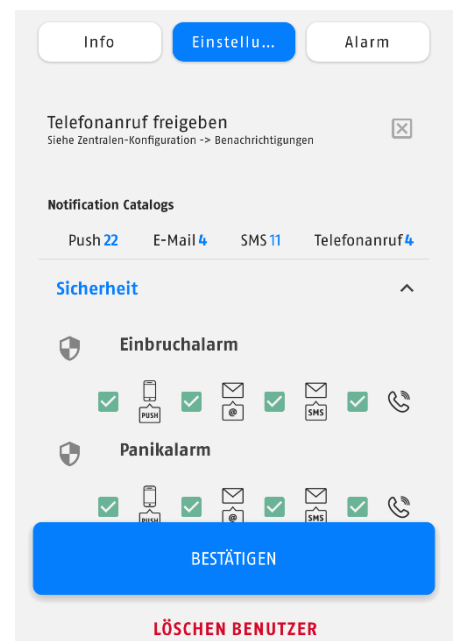 Info Einstellu... Alarm
Telefonanruf freigeben
Siehe Zentralen-Konfiguration -> Benachrichtigungen
Notification Catalogs
Push 22 E-Mail 4 SMS 11 Telefonanruf 4
Sicherheit
Einbruchalarm
PUSH @ SMS
Panikalarm
PUSH @ SMS
BESTÄTIGEN
LÖSCHEN BENUTZER